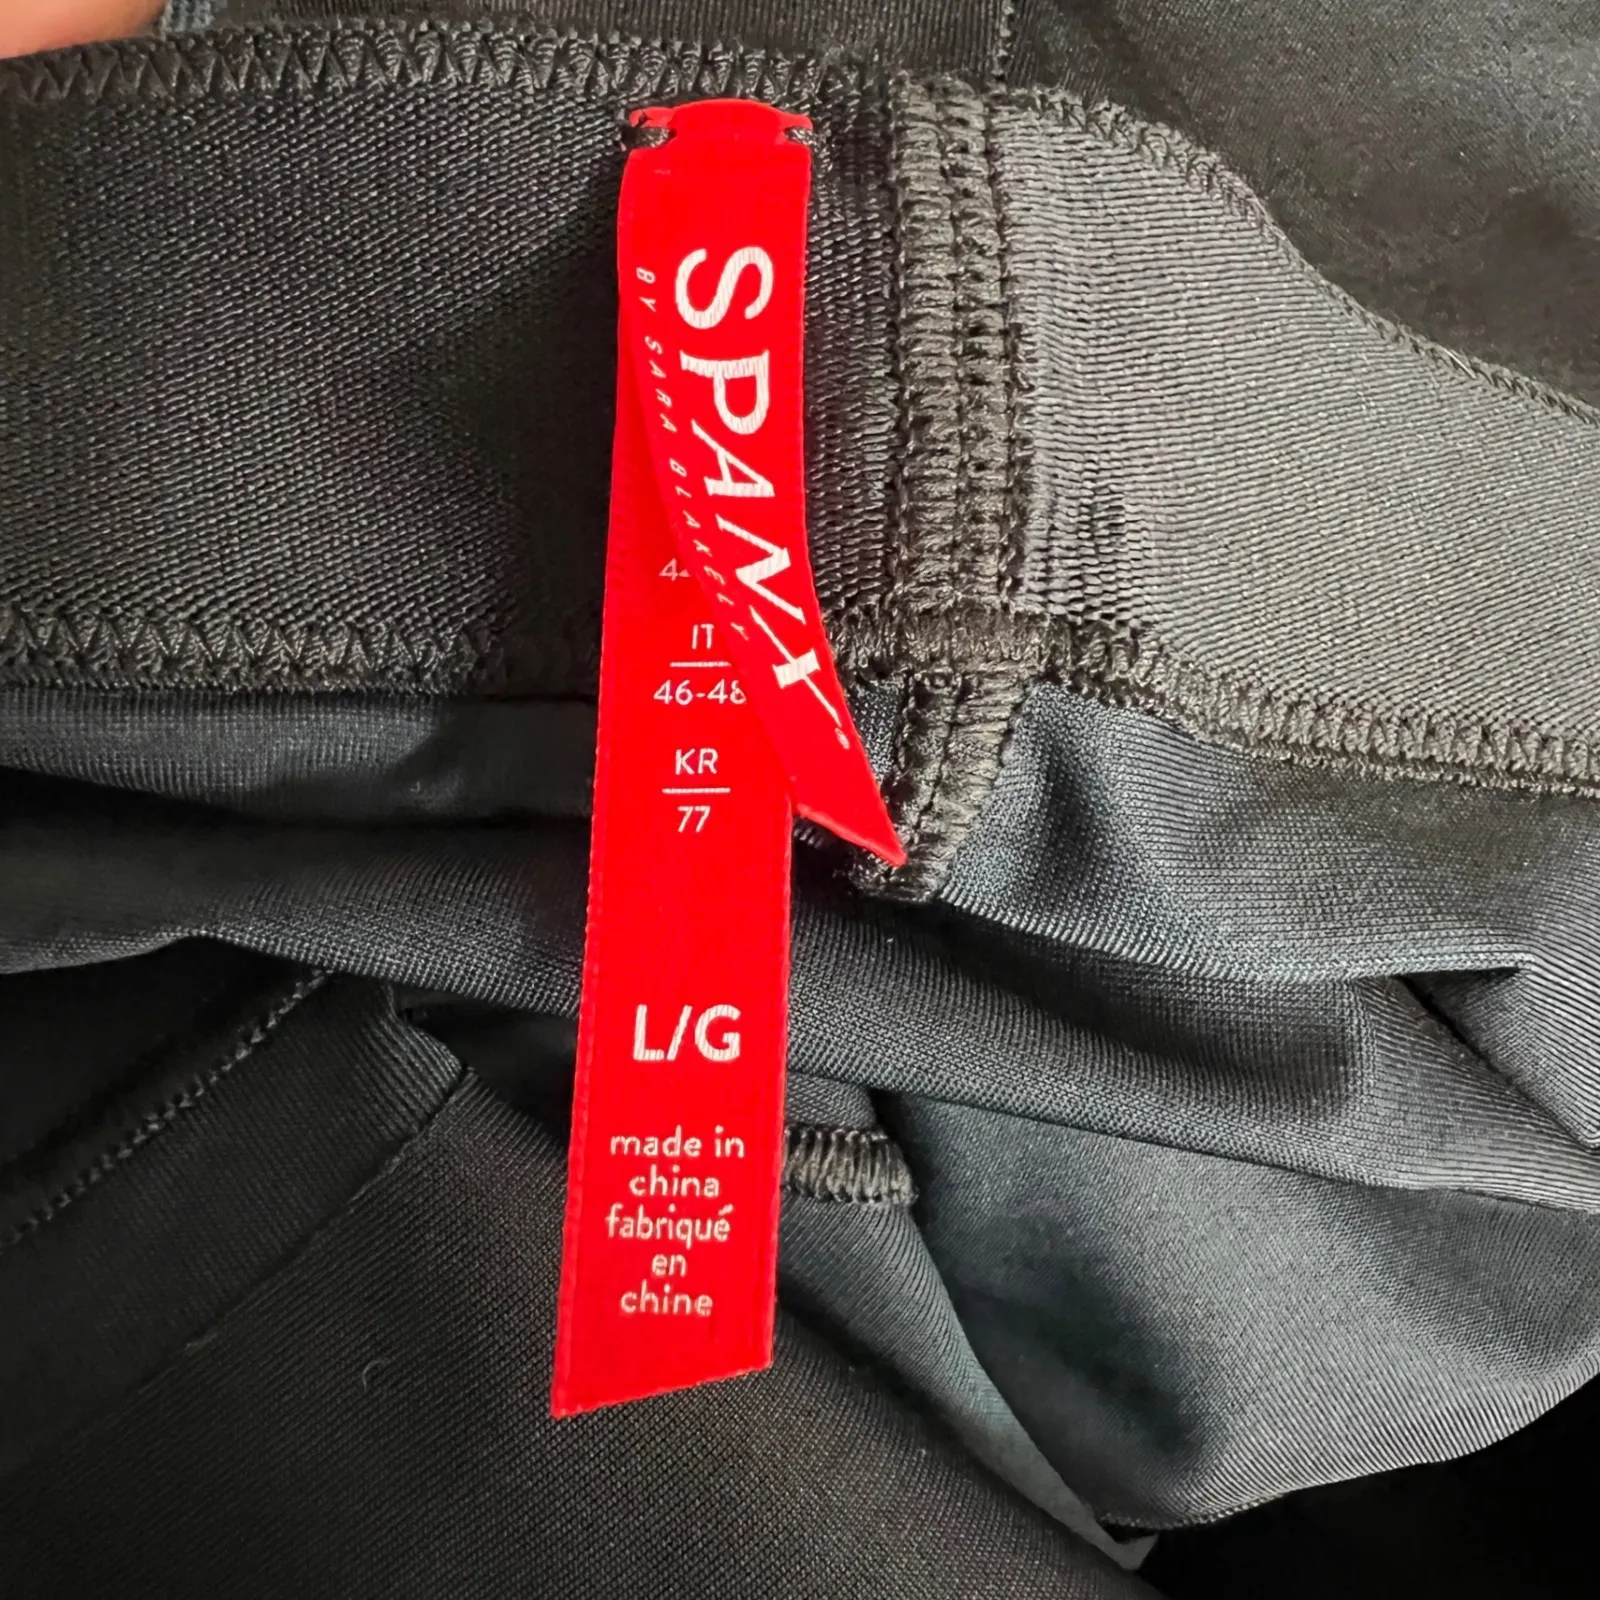 SPANX®
BY SARA BLAKELY
IT
46-48
KR
77
L/G
made in
china
fabriqué
en
chine